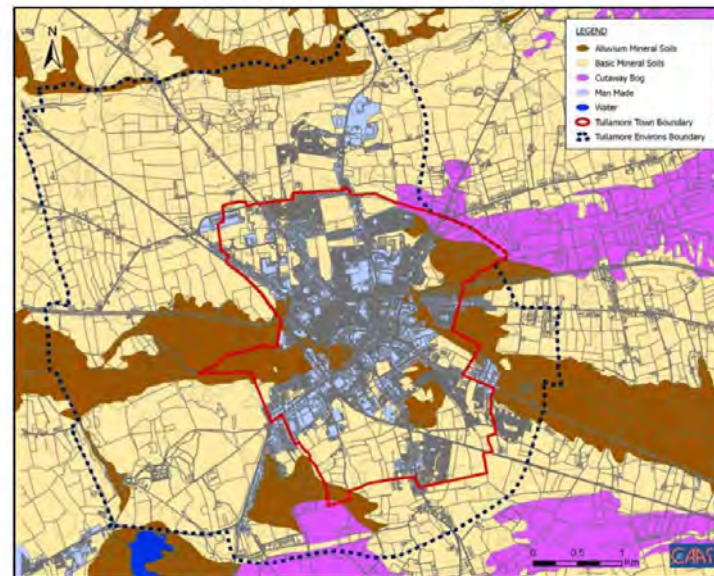 N
LEGEND
Alluvium Mineral Soils
Basic Mineral Soils
Cutaway Bog
Man Made
Water
Tullamore Town Boundary
Tullamore Environs Boundary
0 0.5 1
Km
CAAS